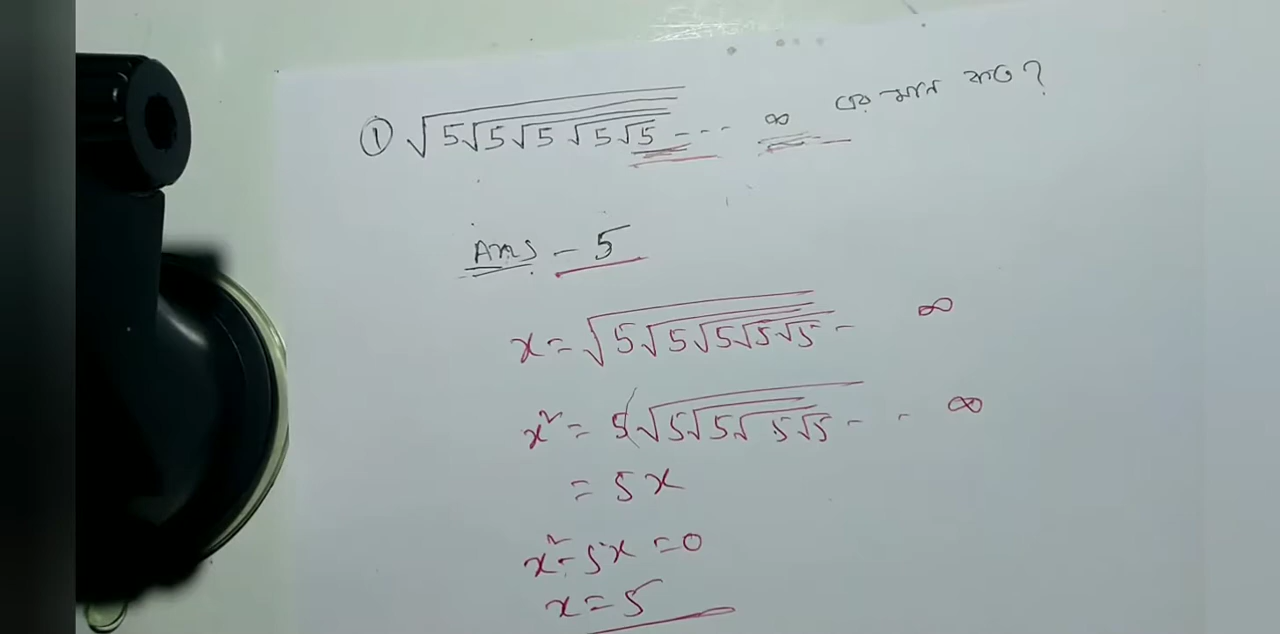 ① √5√5√5√5√5 --- ∞ এর মান কত?
Ans - 5
x = √5√5√5√5√5 - ∞
x² = 5√5√5√5√5 - - ∞
= 5x
x² - 5x = 0
x = 5